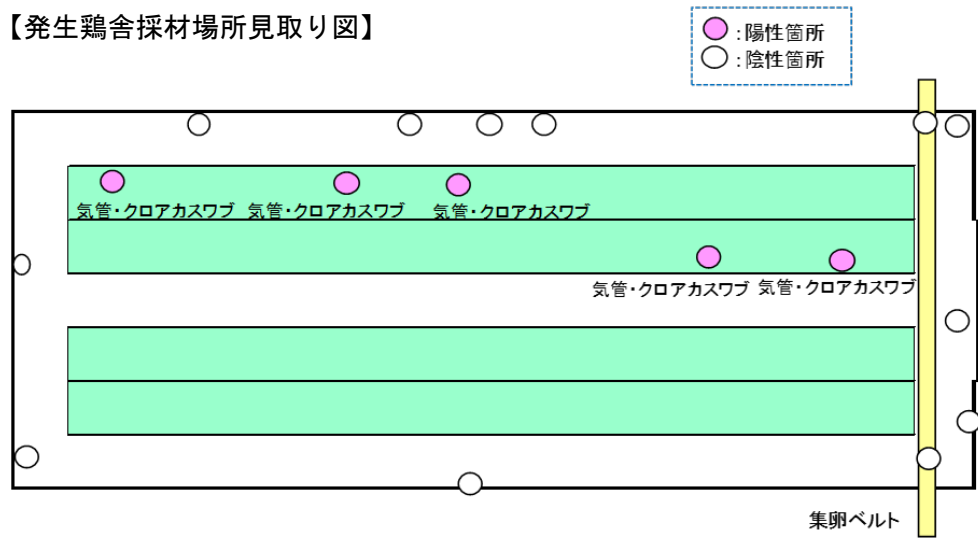 【発生鶏舎採材場所見取り図】
：陽性箇所
：陰性箇所
気管・クロアカスワブ 気管・クロアカスワブ 気管・クロアカスワブ
気管・クロアカスワブ 気管・クロアカスワブ
集卵ベルト